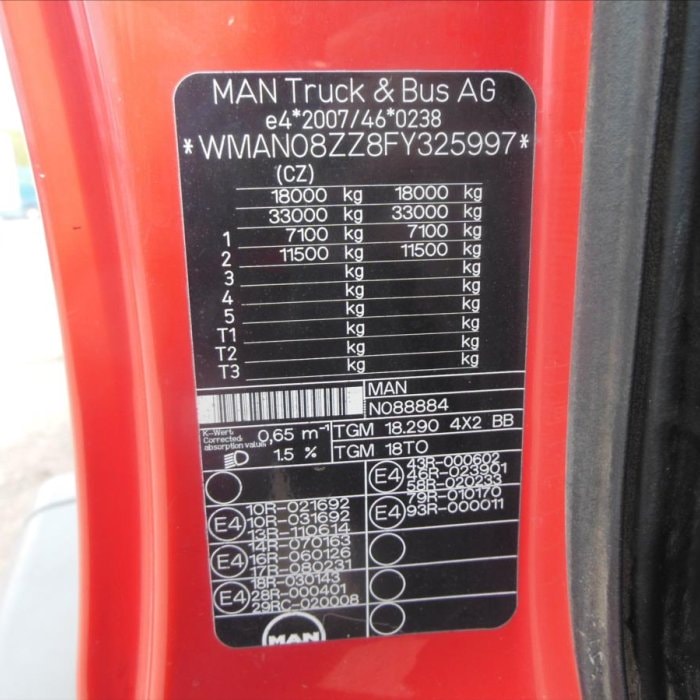 MAN Truck & Bus AG
e4*2007/46*0238
*WMAN08ZZ8FY325997*
(CZ)
18000 kg 18000 kg
33000 kg 33000 kg
1 7100 kg 7100 kg
2 11500 kg 11500 kg
3 kg kg
4 kg kg
5 kg kg
T1 kg kg
T2 kg kg
T3 kg kg
MAN
N088884
K-Wert
Corrected
absorption value
0,65 m⁻¹
TGM 18.290 4X2 BB
1.5 %
TGM 18TO
E4
43R-000602
46R-023901
58R-020233
E4
79R-010170
93R-000011
E4
10R-021692
10R-031692
13R-110614
E4
14R-070163
16R-060126
17R-080231
E4
18R-030143
28R-000401
29RC-020008
MAN